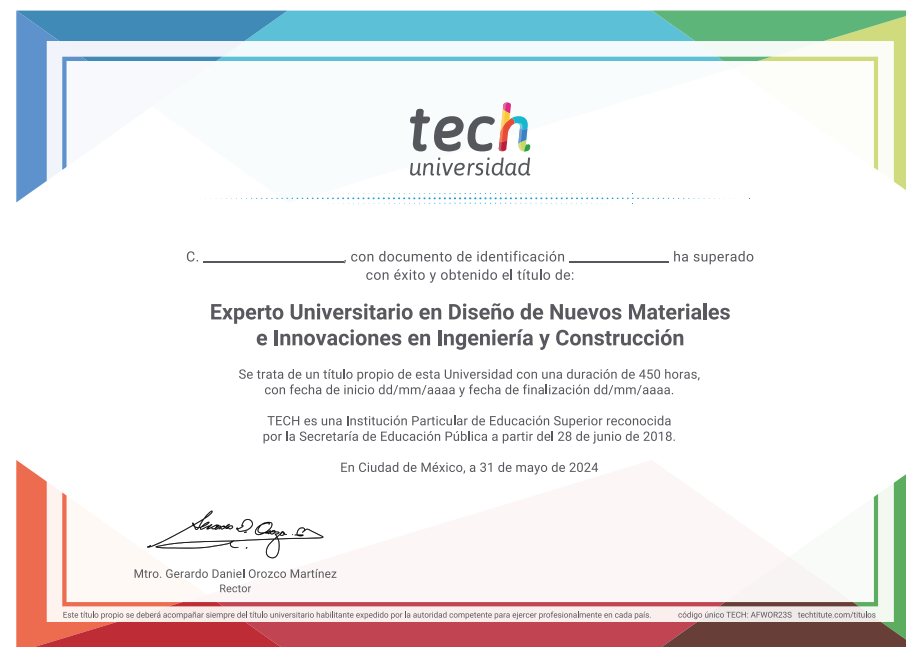 tech
universidad
C. ____________, con documento de identificación ____________ ha superado
con éxito y obtenido el título de:
Experto Universitario en Diseño de Nuevos Materiales
e Innovaciones en Ingeniería y Construcción
Se trata de un título propio de esta Universidad con una duración de 450 horas,
con fecha de inicio dd/mm/aaaa y fecha de finalización dd/mm/aaaa.
TECH es una Institución Particular de Educación Superior reconocida
por la Secretaría de Educación Pública a partir del 28 de junio de 2018.
En Ciudad de México, a 31 de mayo de 2024
Mtro. Gerardo Daniel Orozco Martínez
Rector
Este título propio se deberá acompañar siempre del título universitario habilitante expedido por la autoridad competente para ejercer profesionalmente en cada país. código único TECH: AFWOR23S techtitute.com/titulos